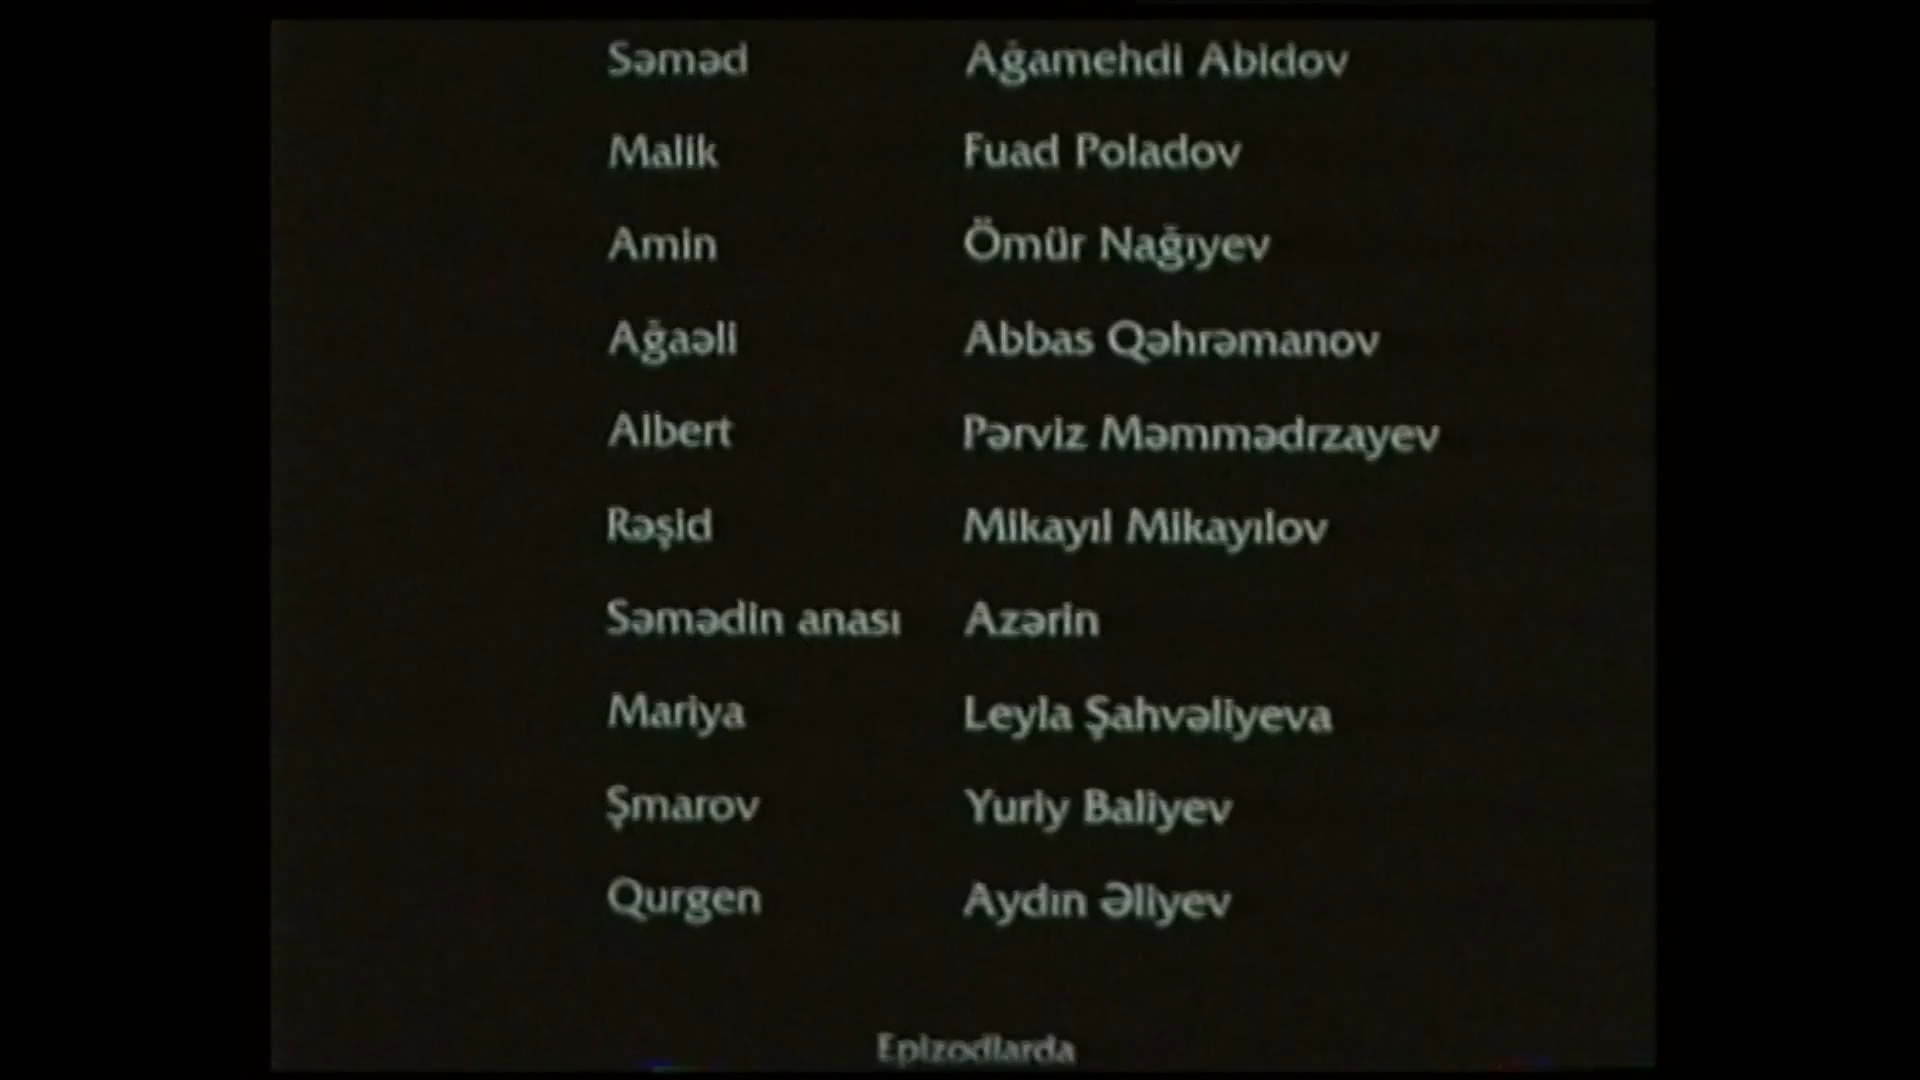 Səməd Ağamehdi Abidov
Malik Fuad Poladov
Amin Ömür Nağıyev
Ağaəli Abbas Qəhrəmanov
Albert Pərviz Məmmədrzayev
Rəşid Mikayıl Mikayılov
Səmədin anası Azərin
Mariya Leyla Şahvəliyeva
Şmarov Yuriy Baliyev
Qurgen Aydın Əliyev
Epizodlarda